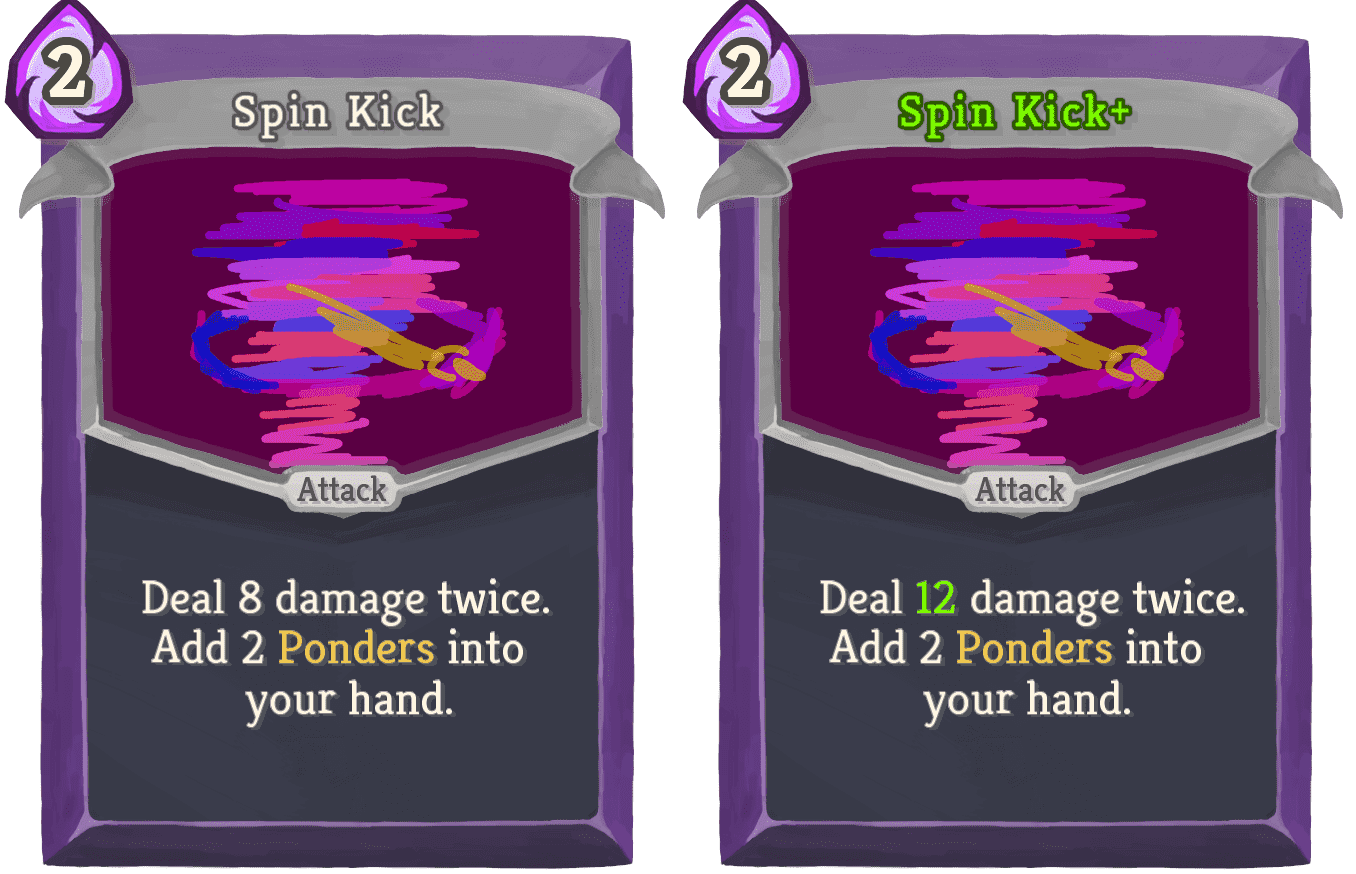 2
Spin Kick
Attack
Deal 8 damage twice.
Add 2 Ponders into
your hand.
2
Spin Kick+
Attack
Deal 12 damage twice.
Add 2 Ponders into
your hand.